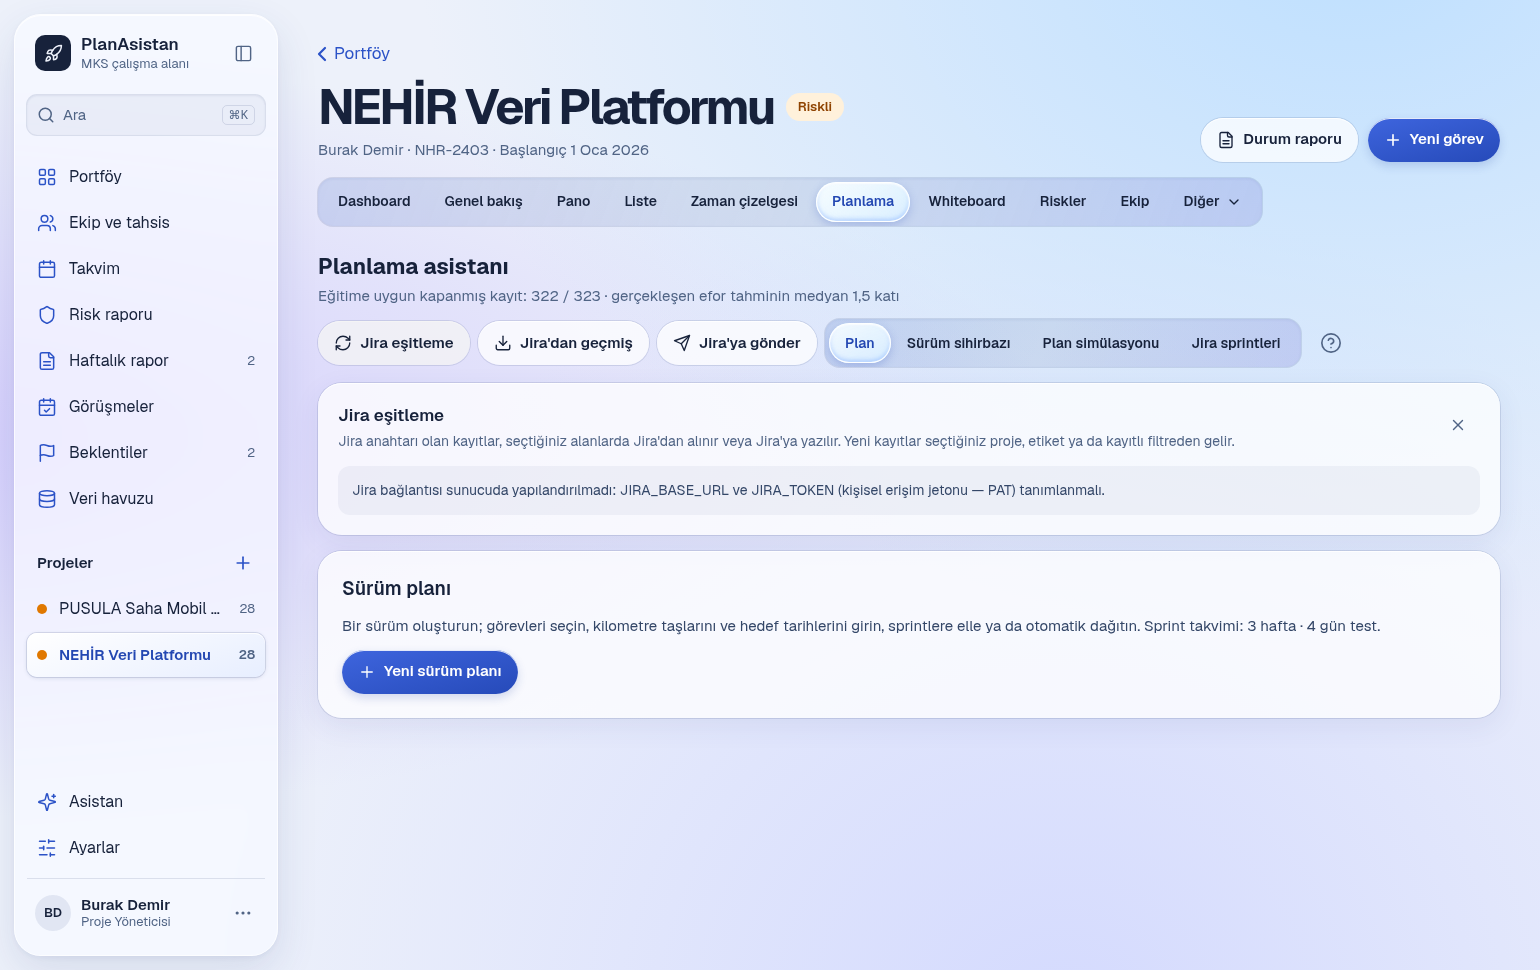 PlanAsistan
MKS çalışma alanı
Ara
⌘K
Portföy
Ekip ve tahsis
Takvim
Risk raporu
Haftalık rapor 2
Görüşmeler
Beklentiler 2
Veri havuzu
Projeler
PUSULA Saha Mobil ... 28
NEHİR Veri Platformu 28
Asistan
Ayarlar
BD
Burak Demir
Proje Yöneticisi
Portföy
NEHİR Veri Platformu Riskli
Burak Demir · NHR-2403 · Başlangıç 1 Oca 2026
Durum raporu
Yeni görev
Dashboard Genel bakış Pano Liste Zaman çizelgesi Planlama Whiteboard Riskler Ekip Diğer
Planlama asistanı
Eğitime uygun kapanmış kayıt: 322 / 323 · gerçekleşen efor tahminin medyan 1,5 katı
Jira eşitleme Jira'dan geçmiş Jira'ya gönder Plan Sürüm sihirbazı Plan simülasyonu Jira sprintleri
Jira eşitleme
Jira anahtarı olan kayıtlar, seçtiğiniz alanlarda Jira'dan alınır veya Jira'ya yazılır. Yeni kayıtlar seçtiğiniz proje, etiket ya da kayıtlı filtreden gelir.
Jira bağlantısı sunucuda yapılandırılmadı: JIRA_BASE_URL ve JIRA_TOKEN (kişisel erişim jetonu — PAT) tanımlanmalı.
Sürüm planı
Bir sürüm oluşturun; görevleri seçin, kilometre taşlarını ve hedef tarihlerini girin, sprintlere elle ya da otomatik dağıtın. Sprint takvimi: 3 hafta · 4 gün test.
Yeni sürüm planı